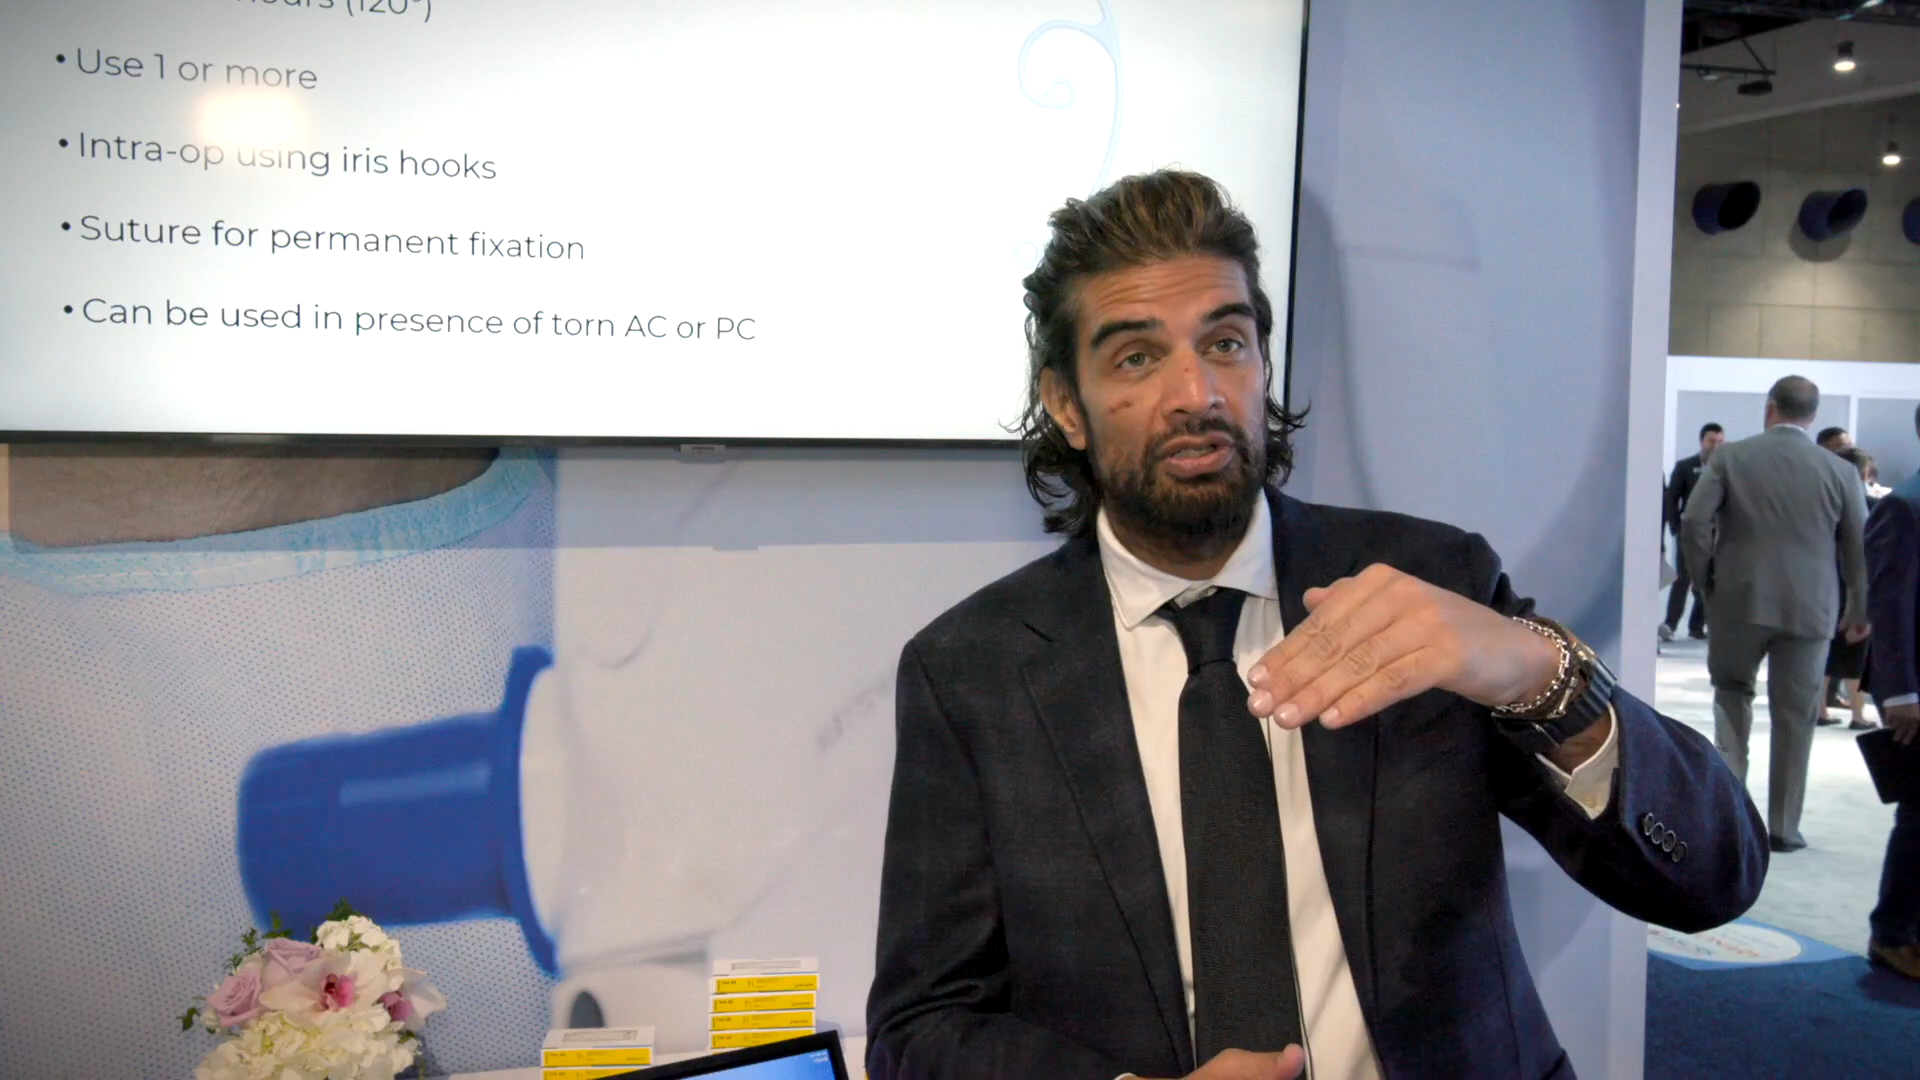 (120°)
• Use 1 or more
• Intra-op using iris hooks
• Suture for permanent fixation
• Can be used in presence of torn AC or PC